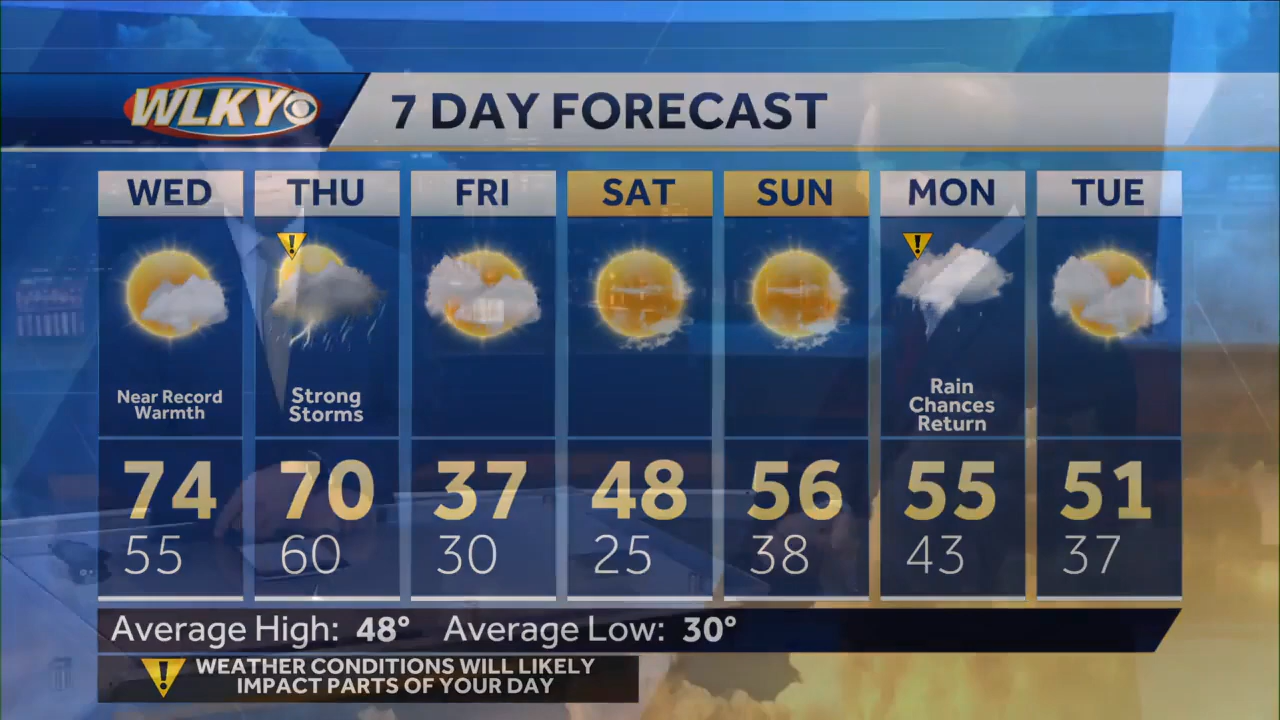 WLKY
7 DAY FORECAST
WED
THU
FRI
SAT
SUN
MON
TUE
!
!
Near Record
Warmth
Strong
Storms
Rain
Chances
Return
74
70
37
48
56
55
51
55
60
30
25
38
43
37
Average High: 48° Average Low: 30°
! WEATHER CONDITIONS WILL LIKELY
IMPACT PARTS OF YOUR DAY